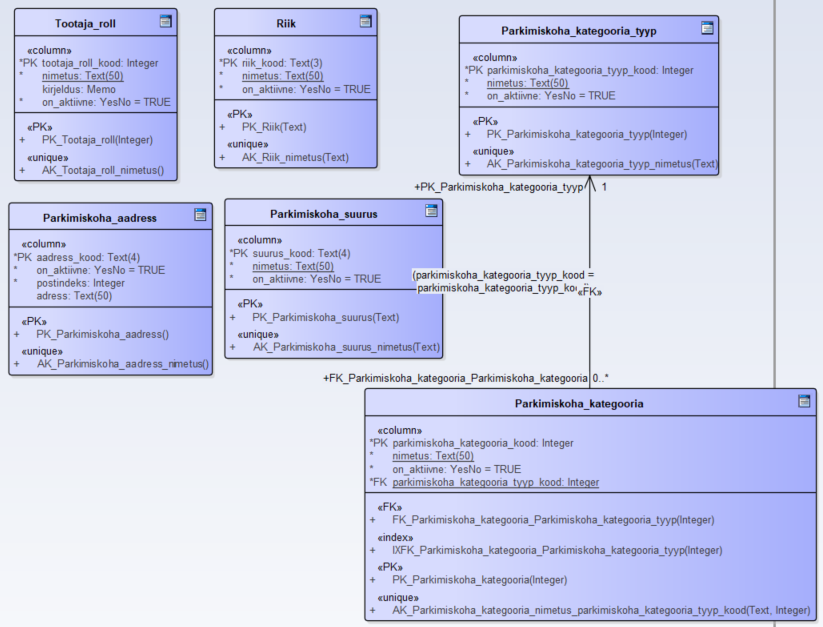 Tootaja_roll
«column»
*PK tootaja_roll_kood: Integer
* nimetus: Text(50)
kirjeldus: Memo
* on_aktiivne: YesNo = TRUE
«PK»
+ PK_Tootaja_roll(Integer)
«unique»
+ AK_Tootaja_roll_nimetus()
Riik
«column»
*PK riik_kood: Text(3)
* nimetus: Text(50)
* on_aktiivne: YesNo = TRUE
«PK»
+ PK_Riik(Text)
«unique»
+ AK_Riik_nimetus(Text)
Parkimiskoha_kategooria_tyyp
«column»
*PK parkimiskoha_kategooria_tyyp_kood: Integer
* nimetus: Text(50)
* on_aktiivne: YesNo = TRUE
«PK»
+ PK_Parkimiskoha_kategooria_tyyp(Integer)
«unique»
+ AK_Parkimiskoha_kategooria_tyyp_nimetus(Text)
+PK_Parkimiskoha_kategooria_tyyp 1
Parkimiskoha_aadress
«column»
*PK aadress_kood: Text(4)
* on_aktiivne: YesNo = TRUE
* postindeks: Integer
adress: Text(50)
«PK»
+ PK_Parkimiskoha_aadress()
«unique»
+ AK_Parkimiskoha_aadress_nimetus()
Parkimiskoha_suurus
«column»
*PK suurus_kood: Text(4)
* nimetus: Text(50)
* on_aktiivne: YesNo = TRUE
«PK»
+ PK_Parkimiskoha_suurus(Text)
«unique»
+ AK_Parkimiskoha_suurus_nimetus(Text)
(parkimiskoha_kategooria_tyyp_kood =
parkimiskoha_kategooria_tyyp_ko
«FK»
+FK_Parkimiskoha_kategooria_Parkimiskoha_kategooria 0..*
Parkimiskoha_kategooria
«column»
*PK parkimiskoha_kategooria_kood: Integer
* nimetus: Text(50)
* on_aktiivne: YesNo = TRUE
*FK parkimiskoha_kategooria_tyyp_kood: Integer
«FK»
+ FK_Parkimiskoha_kategooria_Parkimiskoha_kategooria_tyyp(Integer)
«index»
+ IXFK_Parkimiskoha_kategooria_Parkimiskoha_kategooria_tyyp(Integer)
«PK»
+ PK_Parkimiskoha_kategooria(Integer)
«unique»
+ AK_Parkimiskoha_kategooria_nimetus_parkimiskoha_kategooria_tyyp_kood(Text, Integer)